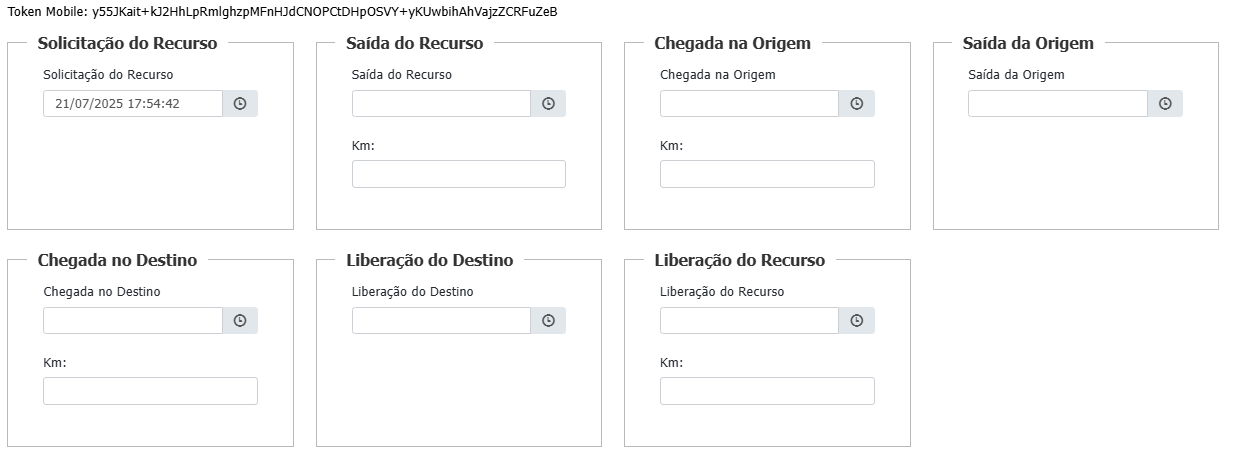 Token Mobile: y55JKait+kJ2HhLpRmlghzpMFnHJdCNOPCtDHpOSVY+yKUwbihAhVajzZCRFuZeB
Solicitação do Recurso
Saída do Recurso
Chegada na Origem
Saída da Origem
Solicitação do Recurso
Saída do Recurso
Chegada na Origem
Saída da Origem
21/07/2025 17:54:42
Km:
Km:
Chegada no Destino
Liberação do Destino
Liberação do Recurso
Chegada no Destino
Liberação do Destino
Liberação do Recurso
Km:
Km: